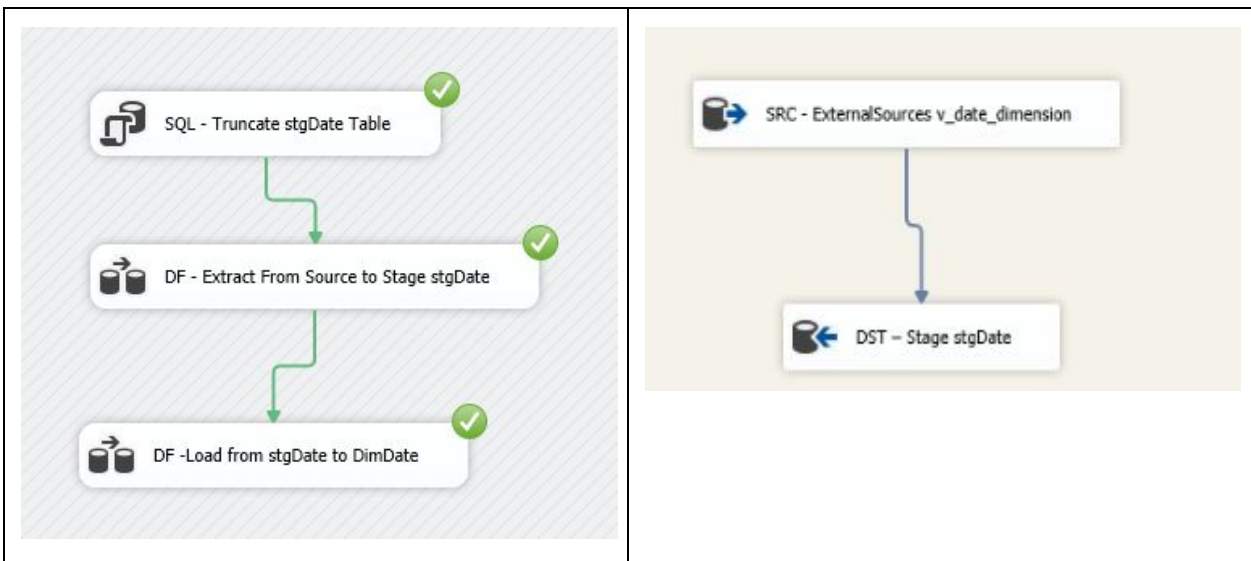 SQL - Truncate stgDate Table
DF - Extract From Source to Stage stgDate
DF -Load from stgDate to DimDate
SRC - ExternalSources v_date_dimension
DST – Stage stgDate